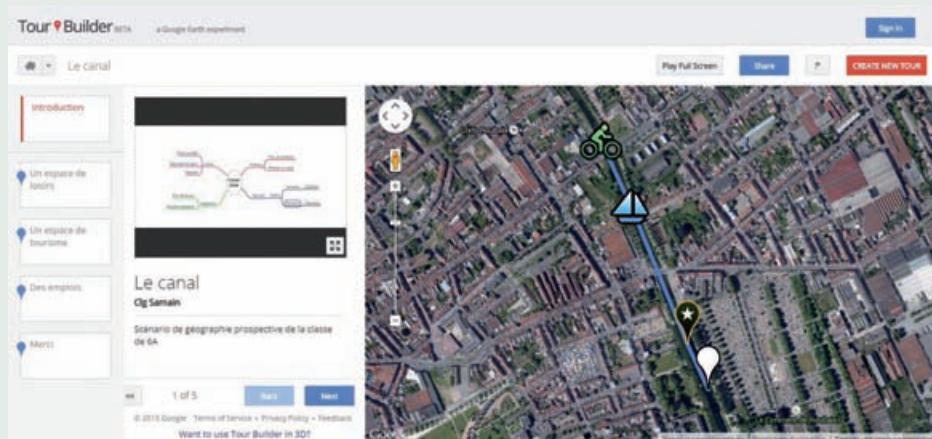 Tour Builder BETA
a Google Earth experiment
Sign in
Le canal
Play Full Screen
Share
CREATE NEW TOUR
Introduction
Un espace de
loisirs
Un espace de
tourisme
Des emplois
Merci
Le canal
Clg Samain
Scénario de géographie prospective de la classe
de 6A
1 of 5
Back
Next
© 2015 Google Terms of Service • Privacy Policy • Feedback
Want to use Tour Builder in 3D?